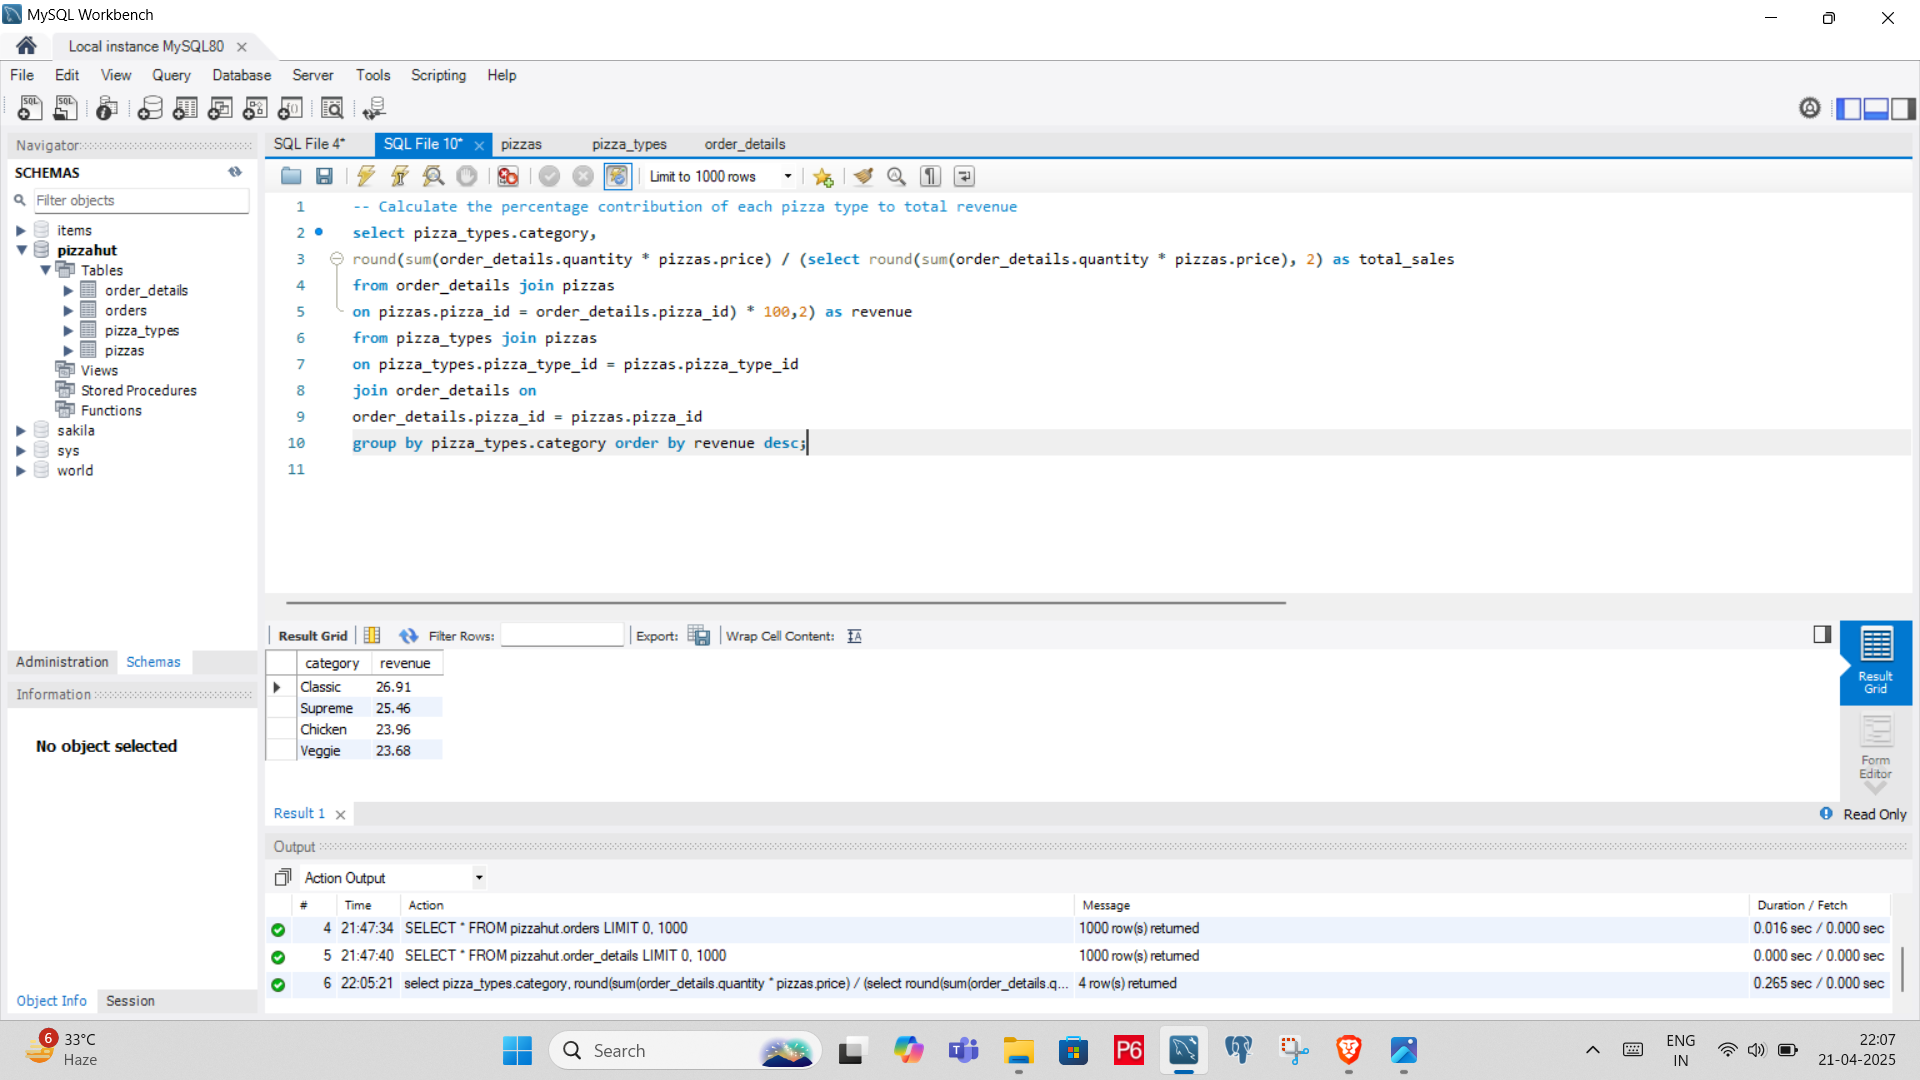 MySQL Workbench
Local instance MySQL80
File Edit View Query Database Server Tools Scripting Help
Navigator
SCHEMAS
Filter objects
items
pizzahut
Tables
order_details
orders
pizza_types
pizzas
Views
Stored Procedures
Functions
sakila
sys
world
Administration Schemas
Information
No object selected
Object Info Session
SQL File 4* SQL File 10* pizzas pizza_types order_details
Limit to 1000 rows
1 -- Calculate the percentage contribution of each pizza type to total revenue
2 select pizza_types.category,
3 round(sum(order_details.quantity * pizzas.price) / (select round(sum(order_details.quantity * pizzas.price), 2) as total_sales
4 from order_details join pizzas
5 on pizzas.pizza_id = order_details.pizza_id) * 100,2) as revenue
6 from pizza_types join pizzas
7 on pizza_types.pizza_type_id = pizzas.pizza_type_id
8 join order_details on
9 order_details.pizza_id = pizzas.pizza_id
10 group by pizza_types.category order by revenue desc;
11
Result Grid Filter Rows: Export: Wrap Cell Content:
category revenue
Classic 26.91
Supreme 25.46
Chicken 23.96
Veggie 23.68
Result Grid
Form Editor
Result 1
Read Only
Output
Action Output
# Time Action Message Duration / Fetch
4 21:47:34 SELECT * FROM pizzahut.orders LIMIT 0, 1000 1000 row(s) returned 0.016 sec / 0.000 sec
5 21:47:40 SELECT * FROM pizzahut.order_details LIMIT 0, 1000 1000 row(s) returned 0.000 sec / 0.000 sec
6 22:05:21 select pizza_types.category, round(sum(order_details.quantity * pizzas.price) / (select round(sum(order_details.q... 4 row(s) returned 0.265 sec / 0.000 sec
6 33°C
Haze
Search
P6
ENG
IN
22:07
21-04-2025